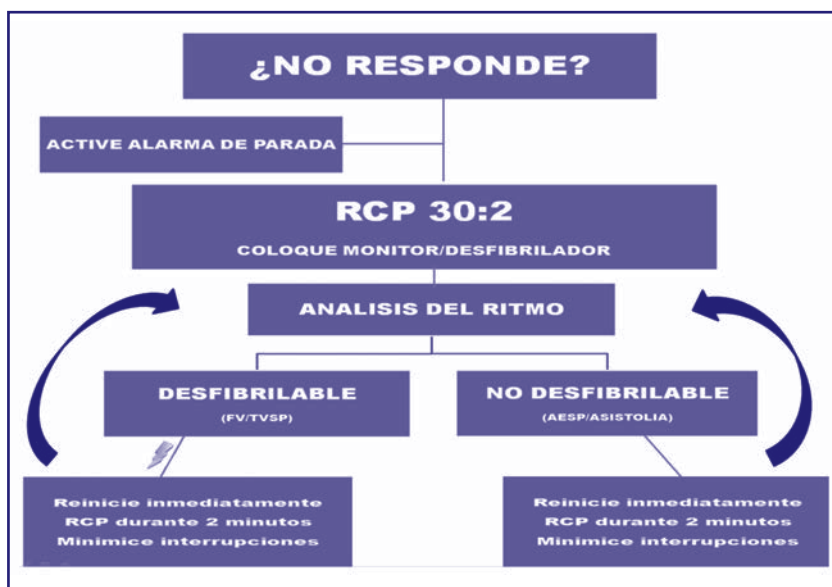 ¿NO RESPONDE?
ACTIVE ALARMA DE PARADA
RCP 30:2
COLOQUE MONITOR/DESFIBRILADOR
ANALISIS DEL RITMO
DESFIBRILABLE
(FV/TVSP)
NO DESFIBRILABLE
(AESP/ASISTOLIA)
Reinicie inmediatamente
RCP durante 2 minutos
Minimice interrupciones
Reinicie inmediatamente
RCP durante 2 minutos
Minimice interrupciones